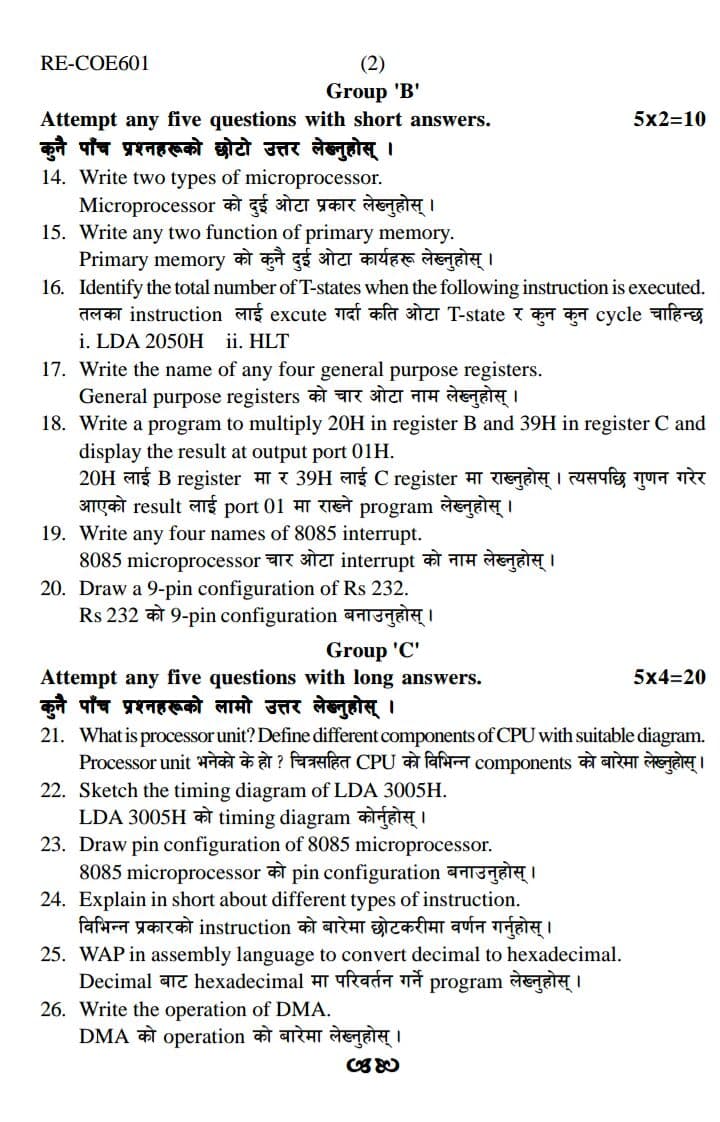 RE-COE601
(2)
Group 'B'
Attempt any five questions with short answers. 5x2=10
कुनै पाँच प्रश्नहरूको छोटो उत्तर लेख्नुहोस् ।
14. Write two types of microprocessor.
Microprocessor को दुई ओटा प्रकार लेख्नुहोस् ।
15. Write any two function of primary memory.
Primary memory को कुनै दुई ओटा कार्यहरू लेख्नुहोस् ।
16. Identify the total number of T-states when the following instruction is executed.
तलका instruction लाई excute गर्दा कति ओटा T-state र कुन कुन cycle चाहिन्छ
i. LDA 2050H ii. HLT
17. Write the name of any four general purpose registers.
General purpose registers को चार ओटा नाम लेख्नुहोस् ।
18. Write a program to multiply 20H in register B and 39H in register C and
display the result at output port 01H.
20H लाई B register मा र 39H लाई C register मा राख्नुहोस् । त्यसपछि गुणन गरेर
आएको result लाई port 01 मा राख्ने program लेख्नुहोस् ।
19. Write any four names of 8085 interrupt.
8085 microprocessor चार ओटा interrupt को नाम लेख्नुहोस् ।
20. Draw a 9-pin configuration of Rs 232.
Rs 232 को 9-pin configuration बनाउनुहोस् ।
Group 'C'
Attempt any five questions with long answers. 5x4=20
कुनै पाँच प्रश्नहरूको लामो उत्तर लेख्नुहोस् ।
21. What is processor unit? Define different components of CPU with suitable diagram.
Processor unit भनेको के हो ? चित्रसहित CPU को विभिन्न components को बारेमा लेख्नुहोस् ।
22. Sketch the timing diagram of LDA 3005H.
LDA 3005H को timing diagram कोर्नुहोस् ।
23. Draw pin configuration of 8085 microprocessor.
8085 microprocessor को pin configuration बनाउनुहोस् ।
24. Explain in short about different types of instruction.
विभिन्न प्रकारको instruction को बारेमा छोटकरीमा वर्णन गर्नुहोस् ।
25. WAP in assembly language to convert decimal to hexadecimal.
Decimal बाट hexadecimal मा परिवर्तन गर्ने program लेख्नुहोस् ।
26. Write the operation of DMA.
DMA को operation को बारेमा लेख्नुहोस् ।